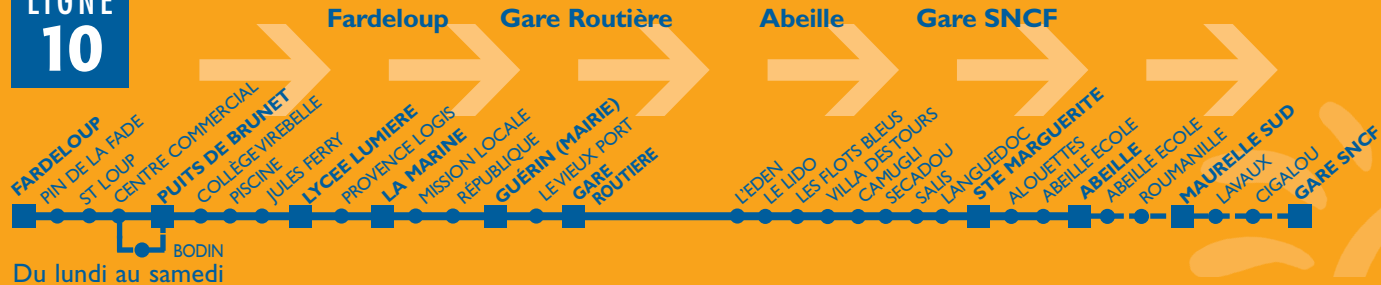 LIGNE
10
Fardeloup Gare Routière Abeille Gare SNCF
FARDELOUP
PIN DE LA FADE
ST LOUP
CENTRE COMMERCIAL
PUITS DE BRUNET
COLLÈGE VIREBELLE
PISCINE
JULES FERRY
LYCEE LUMIERE
PROVENCE LOGIS
LA MARINE
MISSION LOCALE
RÉPUBLIQUE
GUÉRIN (MAIRIE)
LE VIEUX PORT
GARE
ROUTIERE
L'EDEN
LE LIDO
LES FLOTS BLEUS
VILLA DES TOURS
CAMUGLI
SECADOU
SALIS
LANGUEDOC
STE MARGUERITE
ALOUETTES
ABEILLE ECOLE
ABEILLE
ABEILLE ECOLE
ROUMANILLE
MAURELLE SUD
LAVAUX
CIGALOU
GARE SNCF
BODIN
Du lundi au samedi